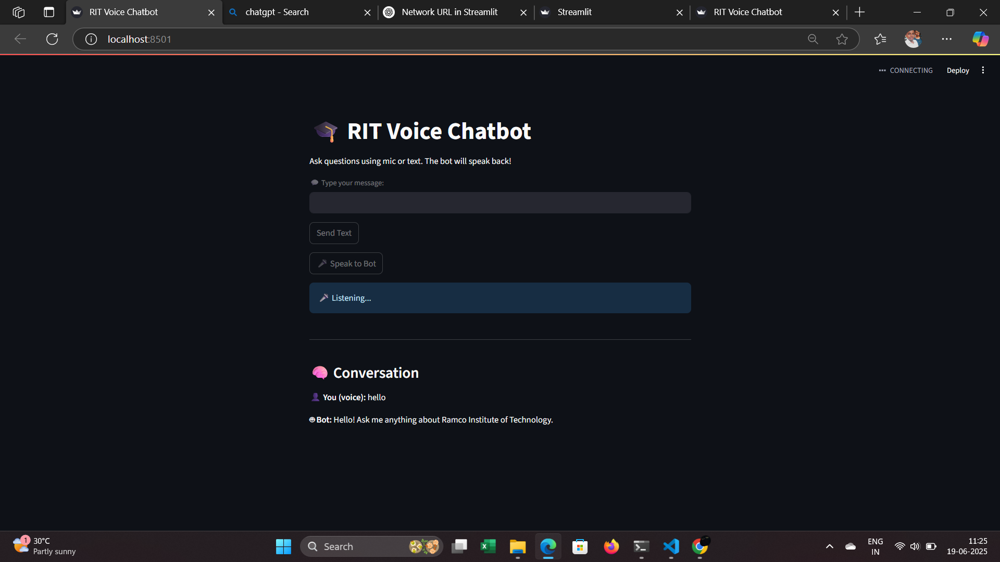 RIT Voice Chatbot
chatgpt - Search
Network URL in Streamlit
Streamlit
RIT Voice Chatbot
localhost:8501
CONNECTING
Deploy
RIT Voice Chatbot
Ask questions using mic or text. The bot will speak back!
Type your message:
Send Text
Speak to Bot
Listening...
Conversation
You (voice): hello
Bot: Hello! Ask me anything about Ramco Institute of Technology.
1
30°C
Partly sunny
Search
ENG
IN
11:25
19-06-2025